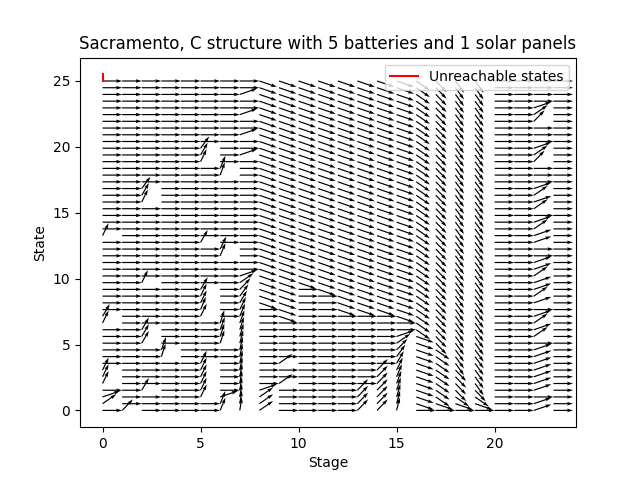 Sacramento, C structure with 5 batteries and 1 solar panels
Unreachable states
25
20
15
10
5
0
State
0 5 10 15 20
Stage